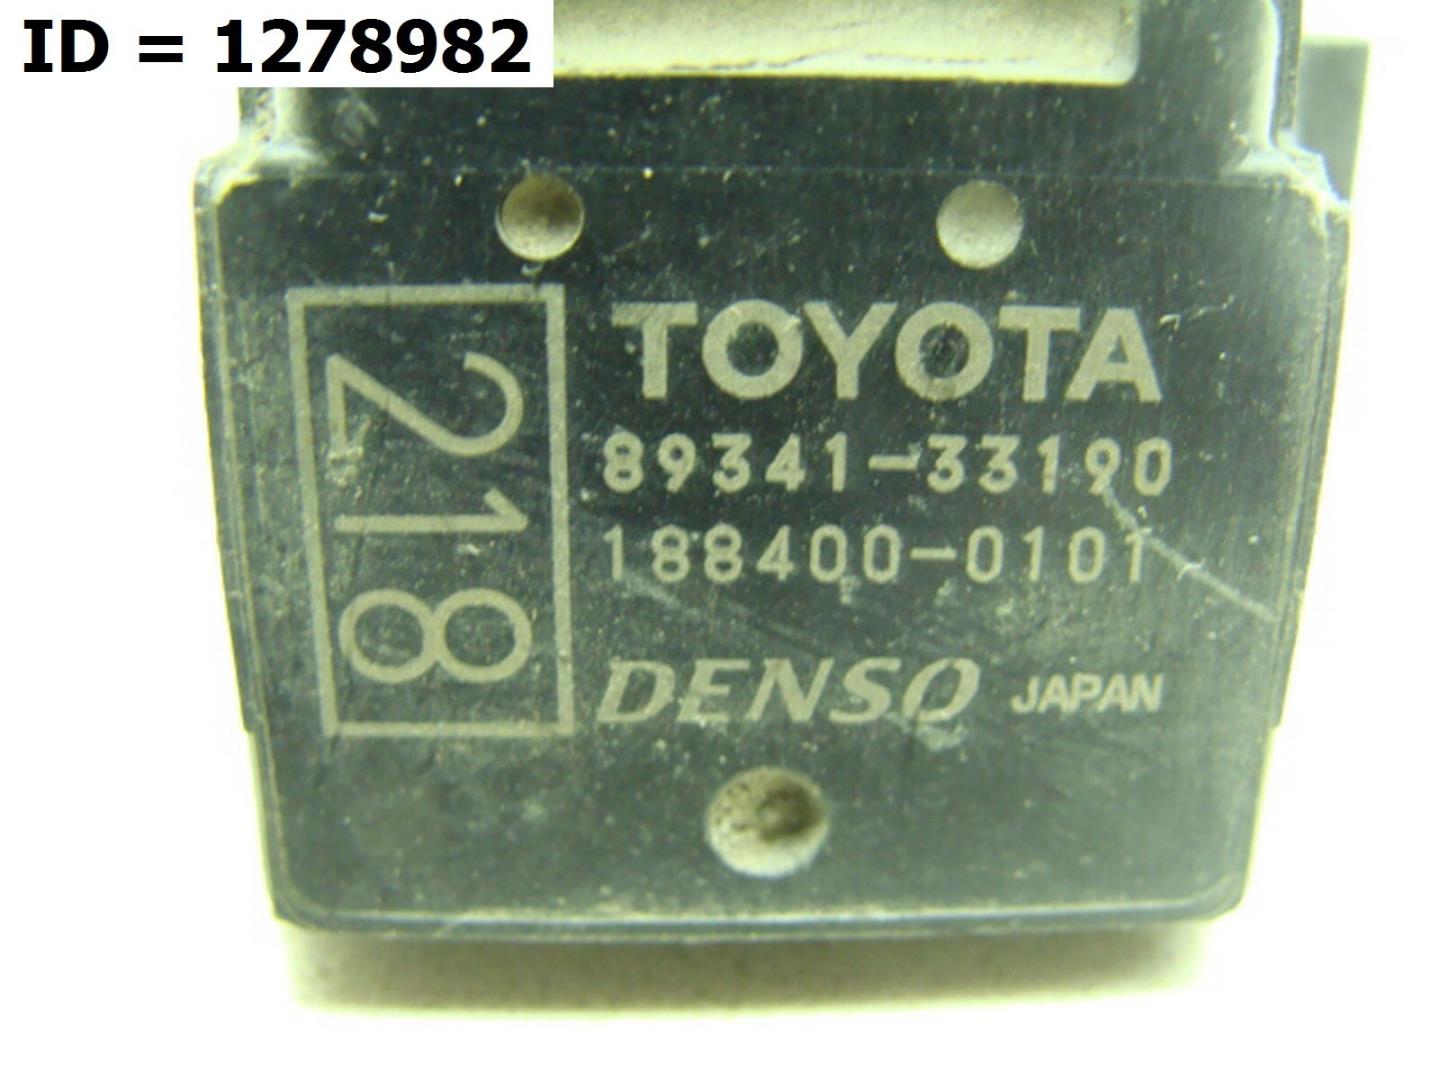 ID = 1278982
218
TOYOTA
89341-33190
188400-0101
DENSO JAPAN